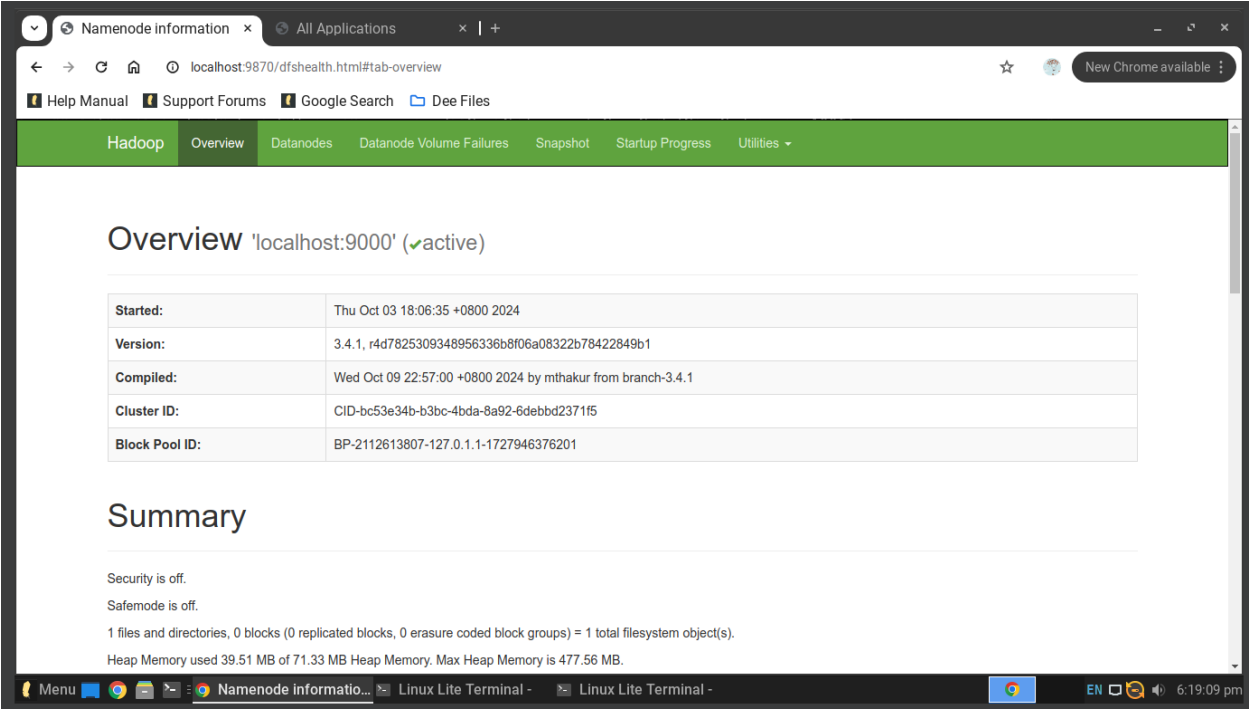 Namenode information
All Applications
localhost:9870/dfshealth.html#tab-overview
New Chrome available
Help Manual Support Forums Google Search Dee Files
Hadoop Overview Datanodes Datanode Volume Failures Snapshot Startup Progress Utilities
Overview 'localhost:9000' (✔active)
Started: Thu Oct 03 18:06:35 +0800 2024
Version: 3.4.1, r4d7825309348956336b8f06a08322b78422849b1
Compiled: Wed Oct 09 22:57:00 +0800 2024 by mthakur from branch-3.4.1
Cluster ID: CID-bc53e34b-b3bc-4bda-8a92-6debbd2371f5
Block Pool ID: BP-2112613807-127.0.1.1-1727946376201
Summary
Security is off.
Safemode is off.
1 files and directories, 0 blocks (0 replicated blocks, 0 erasure coded block groups) = 1 total filesystem object(s).
Heap Memory used 39.51 MB of 71.33 MB Heap Memory. Max Heap Memory is 477.56 MB.
Menu Namenode informatio... Linux Lite Terminal - Linux Lite Terminal - EN 6:19:09 pm